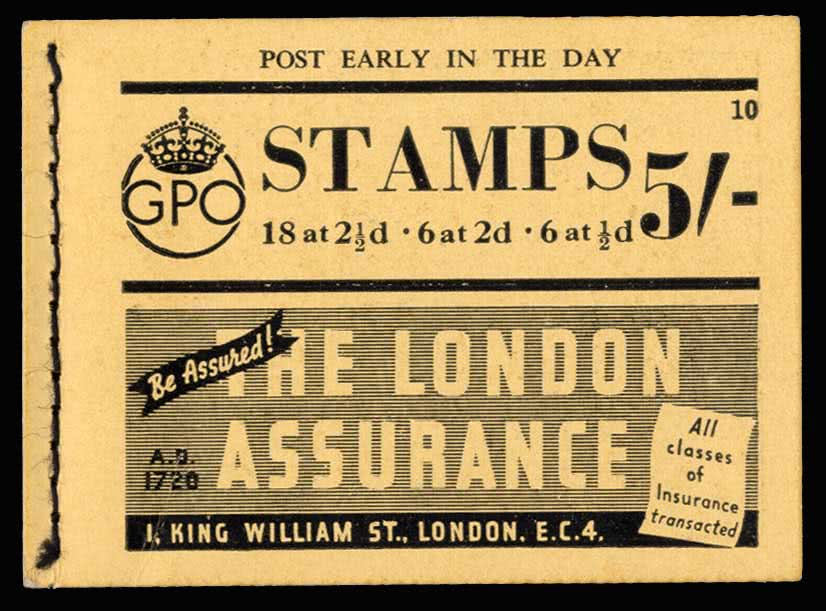 POST EARLY IN THE DAY
10
GPO
STAMPS 5/-
18 at 2½d · 6 at 2d · 6 at ½d
Be Assured!
THE LONDON
ASSURANCE
A.D.
1720
All
classes
of
Insurance
transacted
1, KING WILLIAM ST., LONDON, E.C.4.